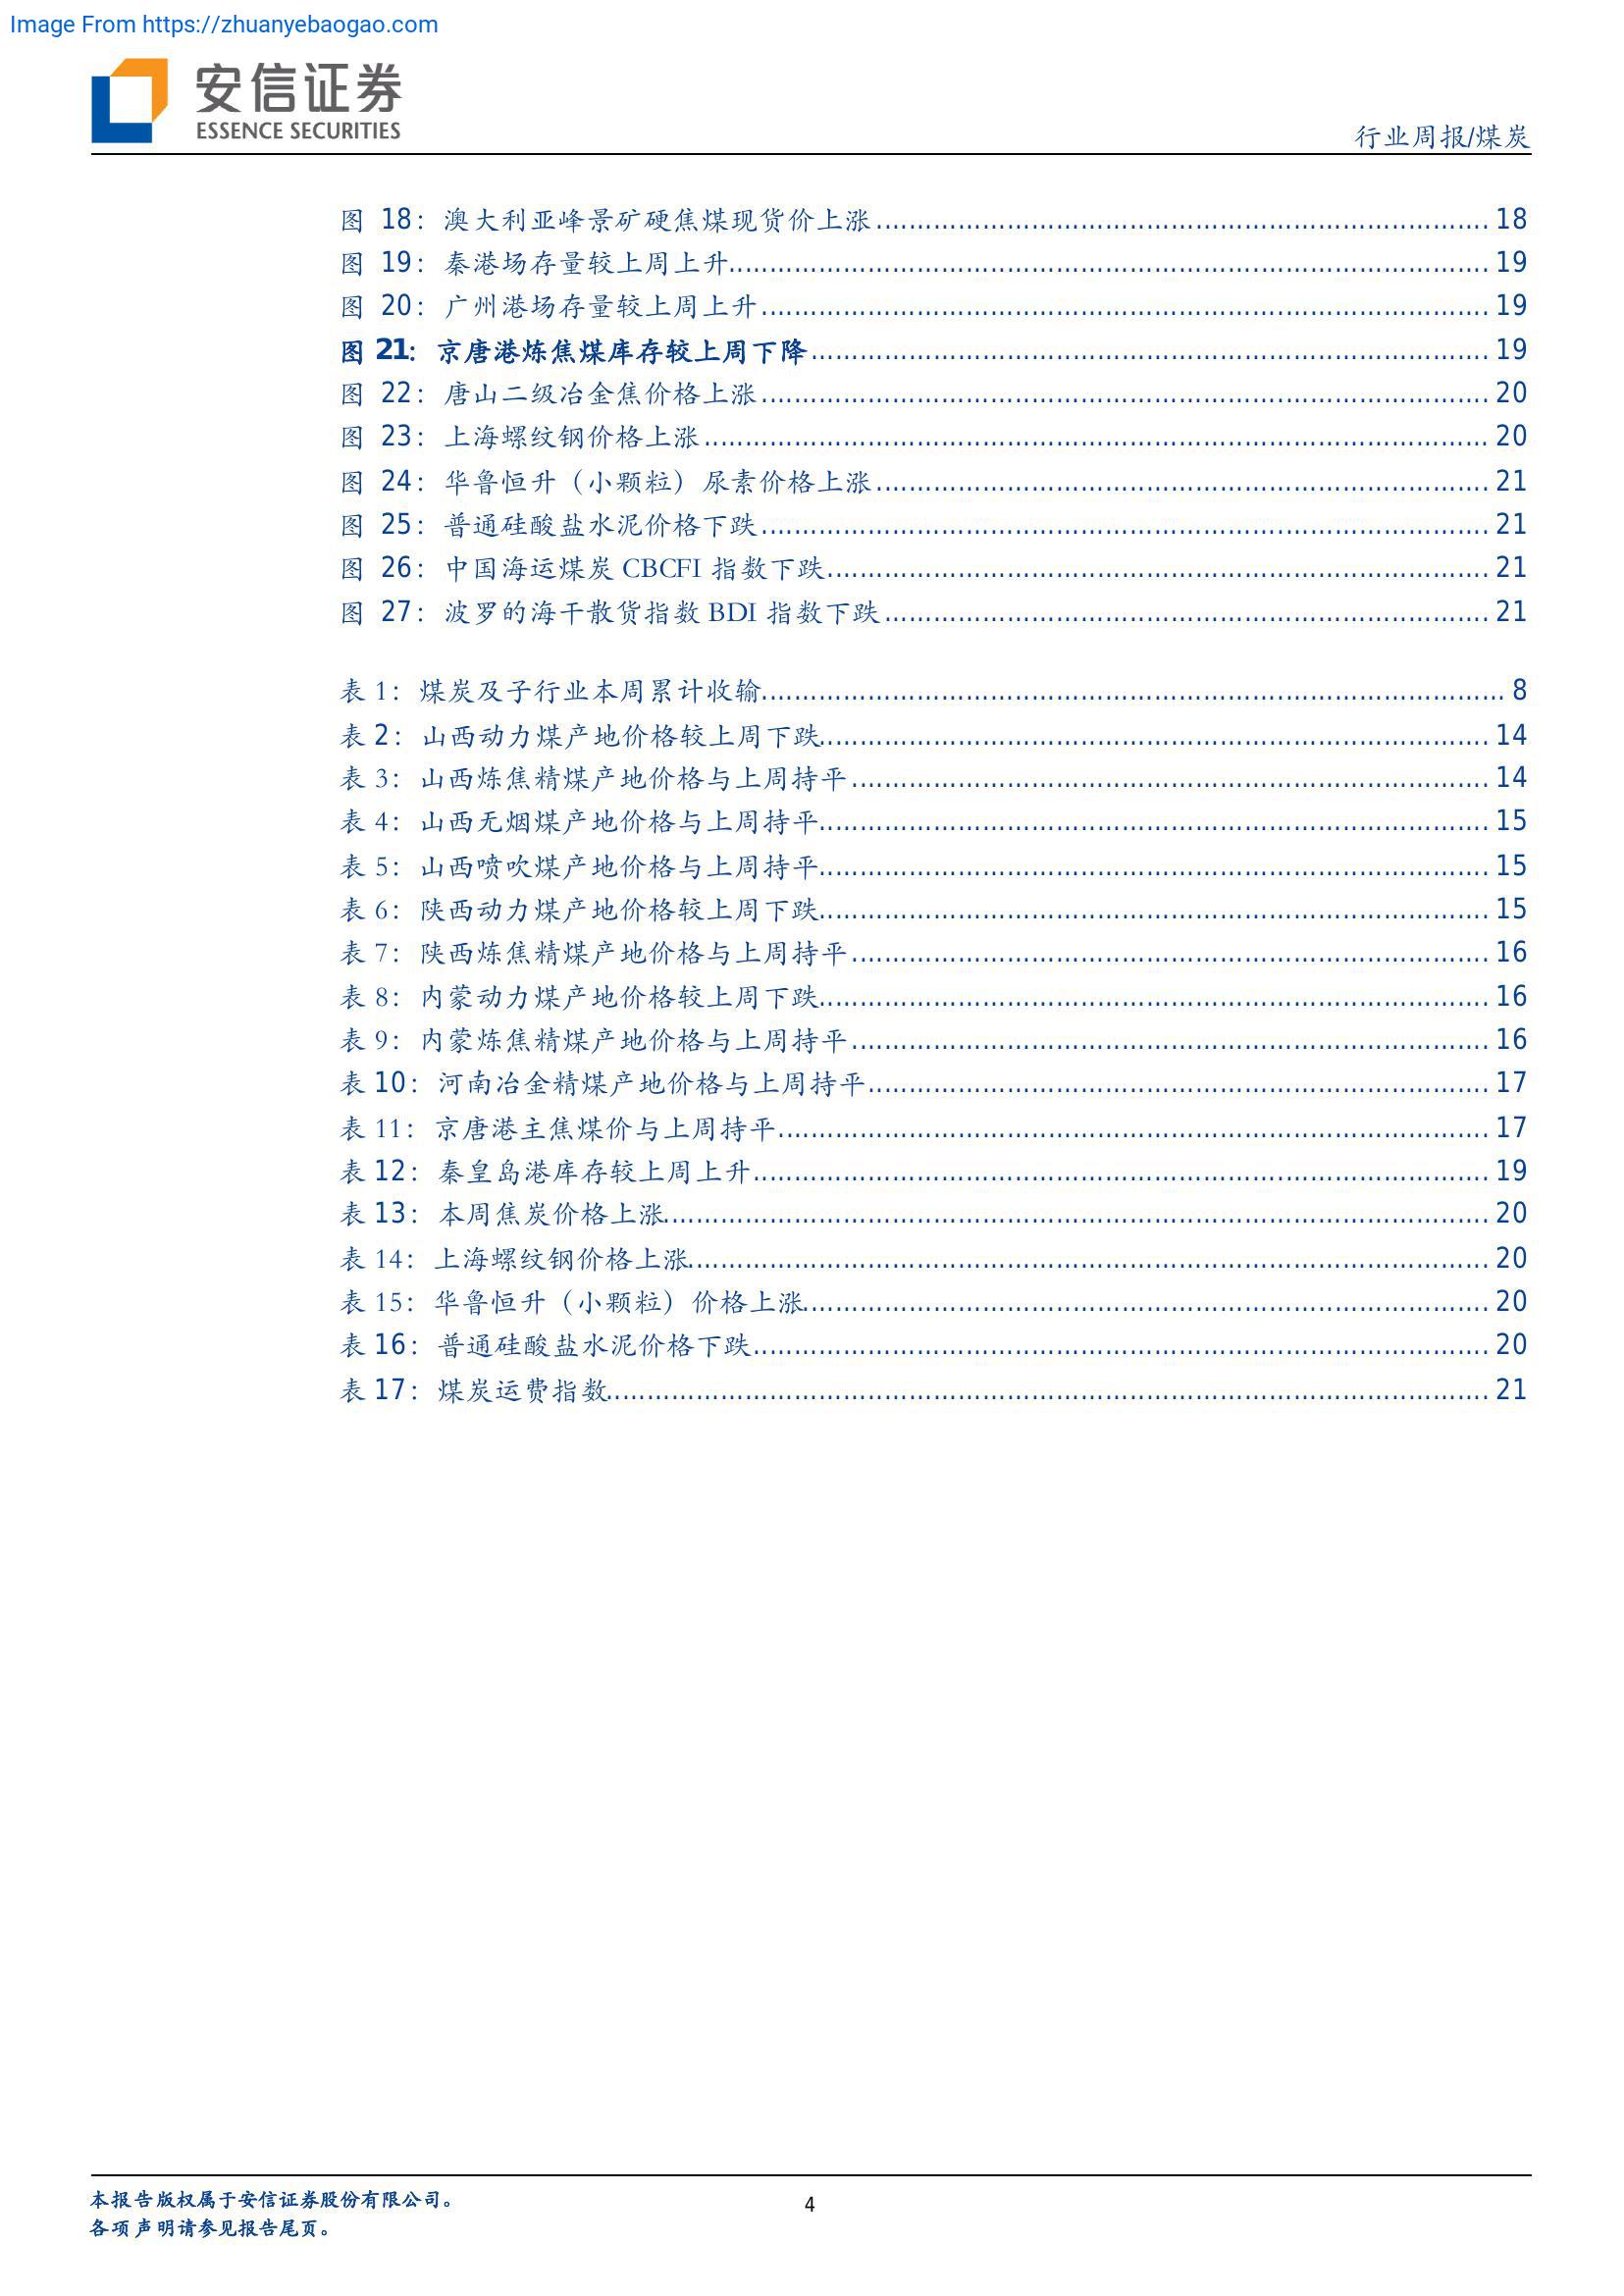 Image From https://zhuanyebaogao.com
安信证券
ESSENCE SECURITIES
行业周报/煤炭
图 18：澳大利亚峰景矿硬焦煤现货价上涨 18
图 19：秦港场存量较上周上升 19
图 20：广州港场存量较上周上升 19
图 21：京唐港炼焦煤库存较上周下降 19
图 22：唐山二级冶金焦价格上涨 20
图 23：上海螺纹钢价格上涨 20
图 24：华鲁恒升（小颗粒）尿素价格上涨 21
图 25：普通硅酸盐水泥价格下跌 21
图 26：中国海运煤炭 CBCFI 指数下跌 21
图 27：波罗的海干散货指数 BDI 指数下跌 21
表 1：煤炭及子行业本周累计收输 8
表 2：山西动力煤产地价格较上周下跌 14
表 3：山西炼焦精煤产地价格与上周持平 14
表 4：山西无烟煤产地价格与上周持平 15
表 5：山西喷吹煤产地价格与上周持平 15
表 6：陕西动力煤产地价格较上周下跌 15
表 7：陕西炼焦精煤产地价格与上周持平 16
表 8：内蒙动力煤产地价格较上周下跌 16
表 9：内蒙炼焦精煤产地价格与上周持平 16
表 10：河南冶金精煤产地价格与上周持平 17
表 11：京唐港主焦煤价与上周持平 17
表 12：秦皇岛港库存较上周上升 19
表 13：本周焦炭价格上涨 20
表 14：上海螺纹钢价格上涨 20
表 15：华鲁恒升（小颗粒）价格上涨 20
表 16：普通硅酸盐水泥价格下跌 20
表 17：煤炭运费指数 21
本报告版权属于安信证券股份有限公司。
4
各项声明请参见报告尾页。